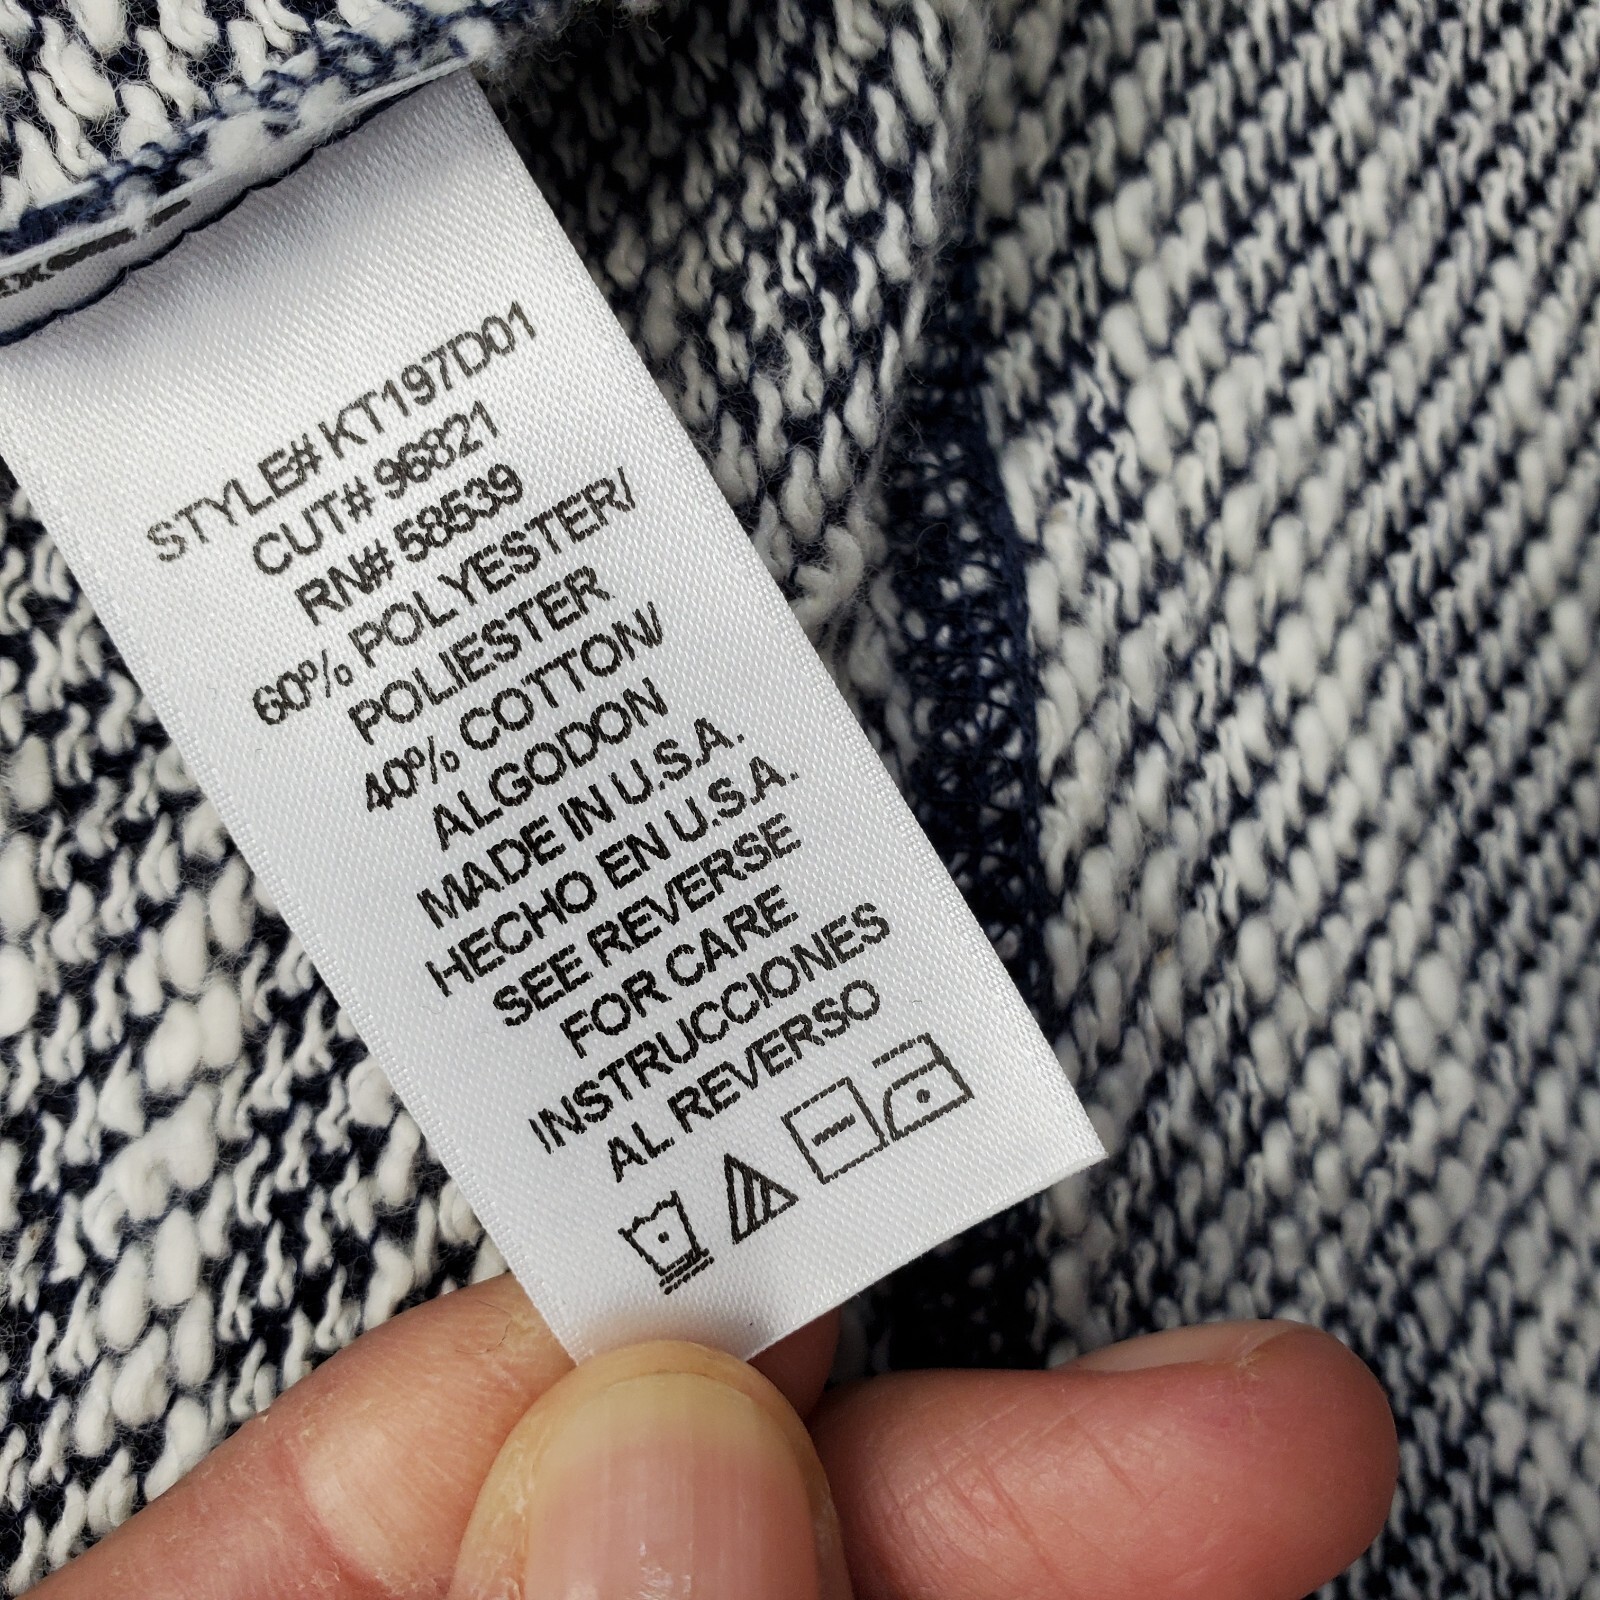 STYLE# KT197D01
CUT# 96821
RN# 58539
60% POLYESTER/
POLIESTER
40% COTTON/
ALGODON
MADE IN U.S.A.
HECHO EN U.S.A.
SEE REVERSE
FOR CARE
INSTRUCCIONES
AL REVERSO